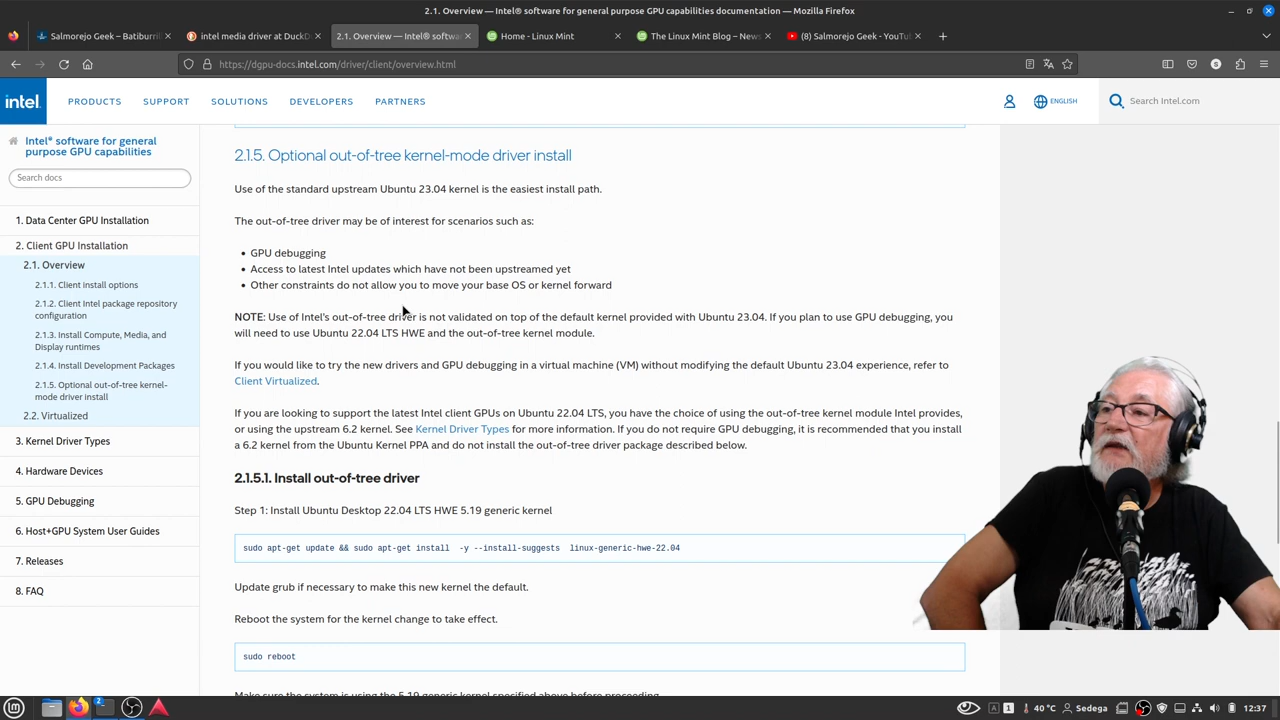 2.1. Overview — Intel® software for general purpose GPU capabilities documentation — Mozilla Firefox
Salmorejo Geek – Batiburril
intel media driver at DuckD
2.1. Overview — Intel® softwa
Home - Linux Mint
The Linux Mint Blog – News
(8) Salmorejo Geek - YouTu
https://dgpu-docs.intel.com/driver/client/overview.html
intel
PRODUCTS
SUPPORT
SOLUTIONS
DEVELOPERS
PARTNERS
ENGLISH
Search Intel.com
Intel® software for general
purpose GPU capabilities
Search docs
1. Data Center GPU Installation
2. Client GPU Installation
2.1. Overview
2.1.1. Client install options
2.1.2. Client Intel package repository
configuration
2.1.3. Install Compute, Media, and
Display runtimes
2.1.4. Install Development Packages
2.1.5. Optional out-of-tree kernel-
mode driver install
2.2. Virtualized
3. Kernel Driver Types
4. Hardware Devices
5. GPU Debugging
6. Host+GPU System User Guides
7. Releases
8. FAQ
2.1.5. Optional out-of-tree kernel-mode driver install
Use of the standard upstream Ubuntu 23.04 kernel is the easiest install path.
The out-of-tree driver may be of interest for scenarios such as:
• GPU debugging
• Access to latest Intel updates which have not been upstreamed yet
• Other constraints do not allow you to move your base OS or kernel forward
NOTE: Use of Intel's out-of-tree driver is not validated on top of the default kernel provided with Ubuntu 23.04. If you plan to use GPU debugging, you
will need to use Ubuntu 22.04 LTS HWE and the out-of-tree kernel module.
If you would like to try the new drivers and GPU debugging in a virtual machine (VM) without modifying the default Ubuntu 23.04 experience, refer to
Client Virtualized.
If you are looking to support the latest Intel client GPUs on Ubuntu 22.04 LTS, you have the choice of using the out-of-tree kernel module Intel provides,
or using the upstream 6.2 kernel. See Kernel Driver Types for more information. If you do not require GPU debugging, it is recommended that you install
a 6.2 kernel from the Ubuntu Kernel PPA and do not install the out-of-tree driver package described below.
2.1.5.1. Install out-of-tree driver
Step 1: Install Ubuntu Desktop 22.04 LTS HWE 5.19 generic kernel
sudo apt-get update && sudo apt-get install -y --install-suggests linux-generic-hwe-22.04
Update grub if necessary to make this new kernel the default.
Reboot the system for the kernel change to take effect.
sudo reboot
Make sure the system is using the 5.19 generic kernel specified above before proceeding.
2
A
1
40°C
Sedega
12:37